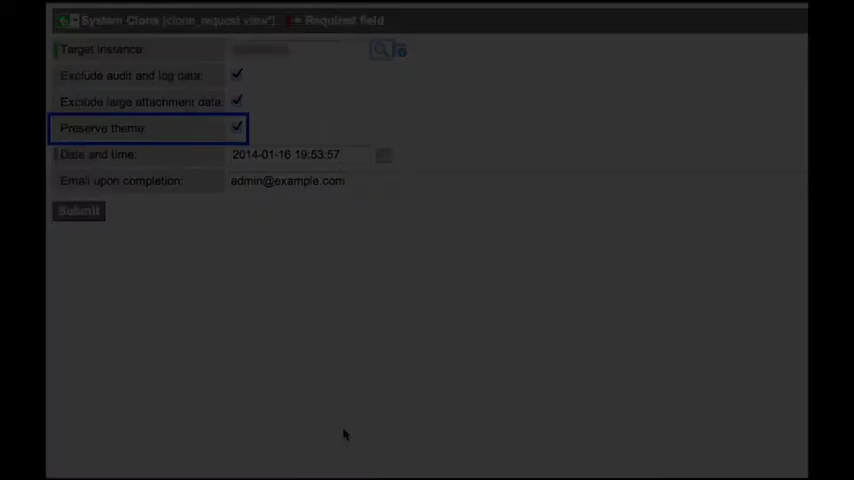 System Clone [clone_request view*] Required field
Target instance:
Exclude audit and log data:
Exclude large attachment data:
Preserve theme:
Date and time: 2014-01-16 19:53:57
Email upon completion: admin@example.com
Submit